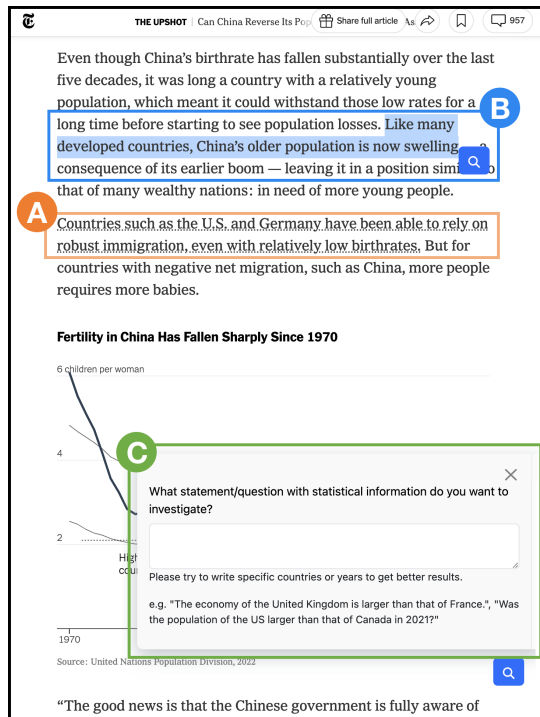 THE UPSHOT | Can China Reverse Its Pop
Share full article
As.
957
Even though China’s birthrate has fallen substantially over the last
five decades, it was long a country with a relatively young
population, which meant it could withstand those low rates for a
long time before starting to see population losses. Like many
developed countries, China’s older population is now swelling
consequence of its earlier boom — leaving it in a position simi
that of many wealthy nations: in need of more young people.
B
A
Countries such as the U.S. and Germany have been able to rely on
robust immigration, even with relatively low birthrates. But for
countries with negative net migration, such as China, more people
requires more babies.
Fertility in China Has Fallen Sharply Since 1970
6 children per woman
4
2
High
cou
1970
C
What statement/question with statistical information do you want to
investigate?
Please try to write specific countries or years to get better results.
e.g. "The economy of the United Kingdom is larger than that of France.", "Was
the population of the US larger than that of Canada in 2021?"
Source: United Nations Population Division, 2022
“The good news is that the Chinese government is fully aware of